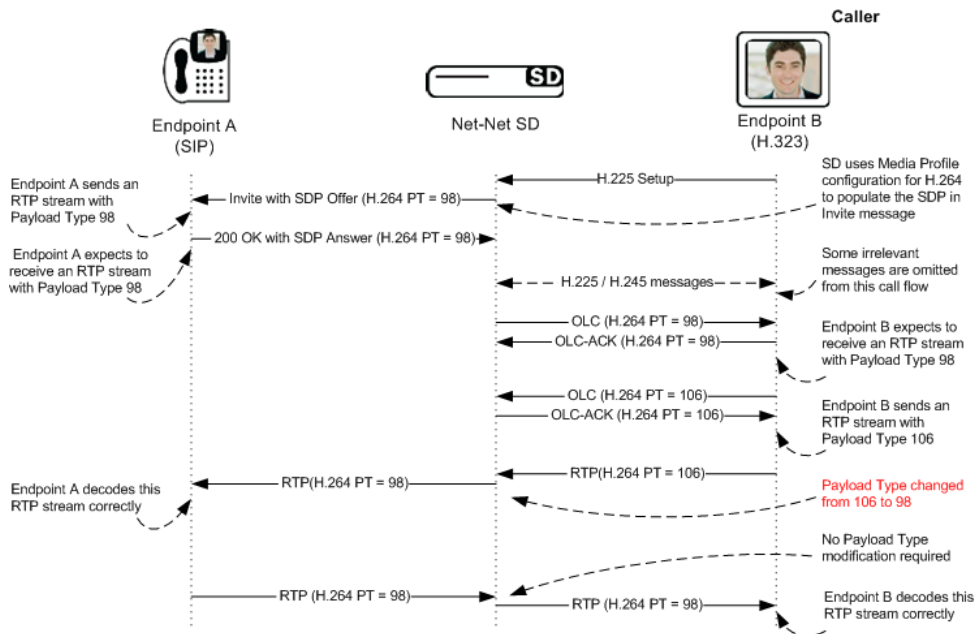 Caller
SD
Endpoint A
(SIP)
Net-Net SD
Endpoint B
(H.323)
Endpoint A sends an
RTP stream with
Payload Type 98
H.225 Setup
SD uses Media Profile
configuration for H.264
to populate the SDP in
Invite message
Invite with SDP Offer (H.264 PT = 98)
200 OK with SDP Answer (H.264 PT = 98)
Endpoint A expects to
receive an RTP stream
with Payload Type 98
H.225 / H.245 messages
Some irrelevant
messages are omitted
from this call flow
OLC (H.264 PT = 98)
OLC-ACK (H.264 PT = 98)
Endpoint B expects to
receive an RTP stream
with Payload Type 98
OLC (H.264 PT = 106)
OLC-ACK (H.264 PT = 106)
Endpoint B sends an
RTP stream with
Payload Type 106
RTP(H.264 PT = 106)
RTP(H.264 PT = 98)
Endpoint A decodes this
RTP stream correctly
Payload Type changed
from 106 to 98
No Payload Type
modification required
RTP (H.264 PT = 98)
RTP (H.264 PT = 98)
Endpoint B decodes this
RTP stream correctly